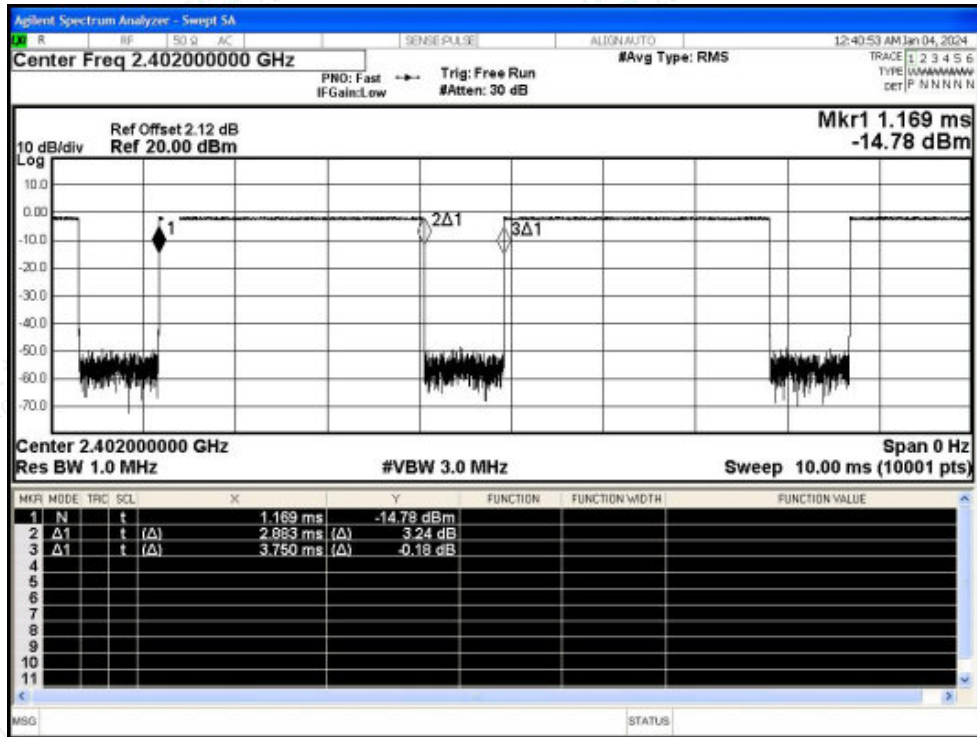 Agilent Spectrum Analyzer - Swept SA
R RF 50 Ω AC SENSE:PULSE ALIGN AUTO 12:40:53 AM Jan 04, 2024
Center Freq 2.402000000 GHz #Avg Type: RMS TRACE 1 2 3 4 5 6
PNO: Fast Trig: Free Run TYPE
IFGain:Low #Atten: 30 dB DET P N N N N N
Mkr1 1.169 ms
Ref Offset 2.12 dB
10 dB/div Ref 20.00 dBm -14.78 dBm
Log
10.0
0.00
2Δ1
1 3Δ1
-10.0
-20.0
-30.0
-40.0
-50.0
-60.0
-70.0
Center 2.402000000 GHz Span 0 Hz
Res BW 1.0 MHz #VBW 3.0 MHz Sweep 10.00 ms (10001 pts)
MKR MODE TRC SCL X Y FUNCTION FUNCTION WIDTH FUNCTION VALUE
1 N t 1.169 ms -14.78 dBm
2 Δ1 t (Δ) 2.883 ms (Δ) 3.24 dB
3 Δ1 t (Δ) 3.750 ms (Δ) -0.18 dB
4
5
6
7
8
9
10
11
MSG STATUS